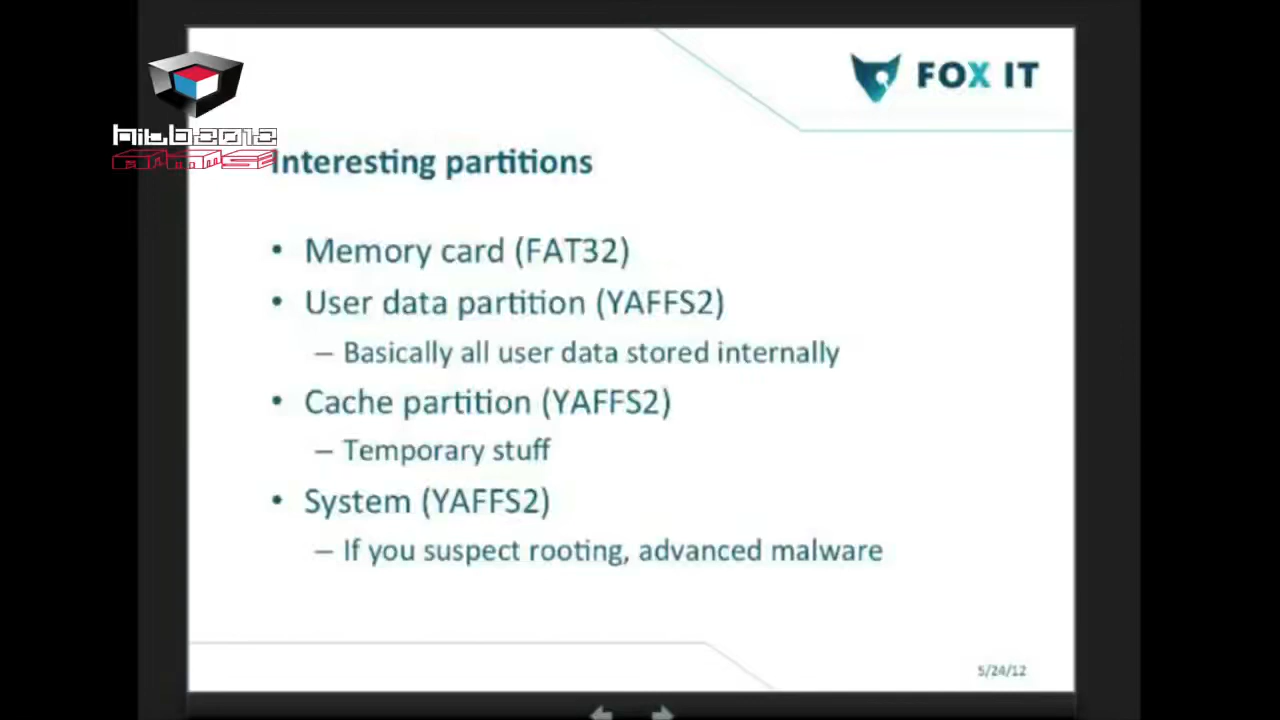 FOX IT
hitb2012
Interesting partitions
• Memory card (FAT32)
• User data partition (YAFFS2)
– Basically all user data stored internally
• Cache partition (YAFFS2)
– Temporary stuff
• System (YAFFS2)
– If you suspect rooting, advanced malware
5/24/12